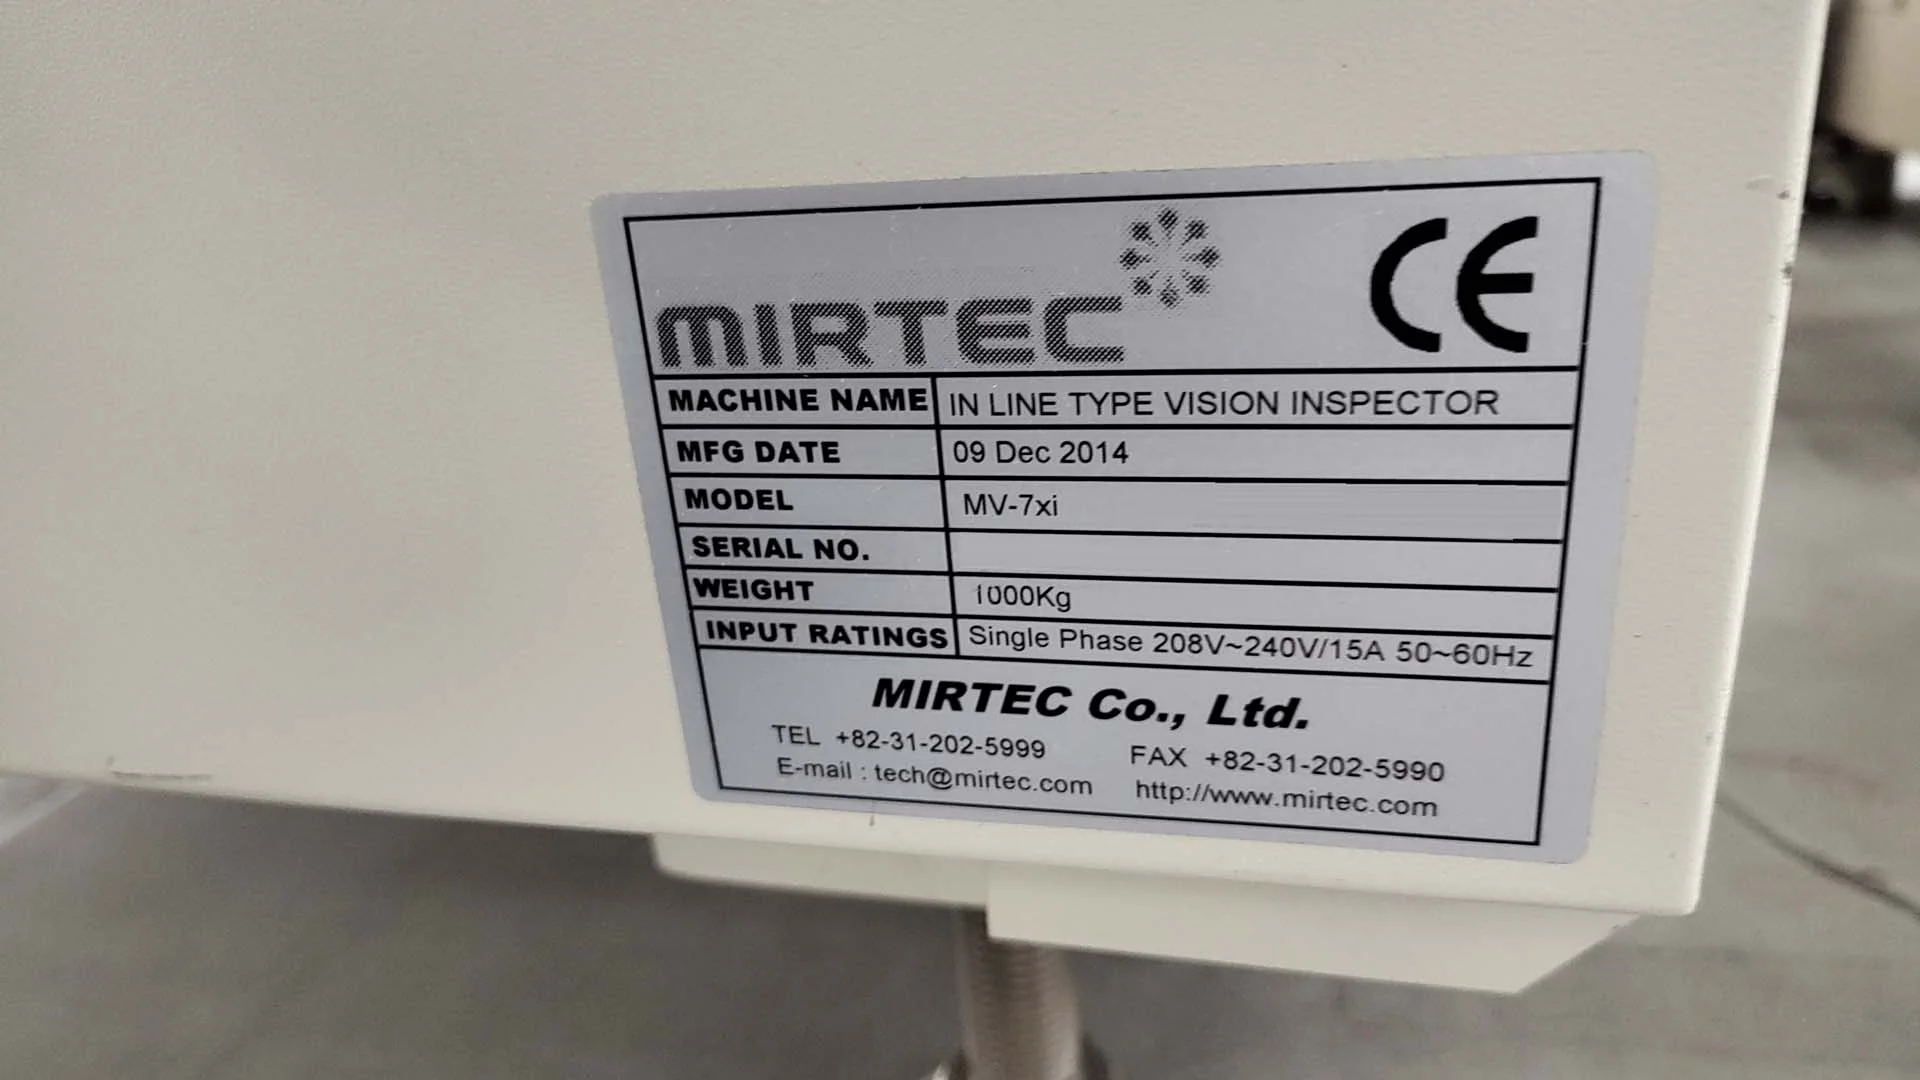 MIRTEC
CE
MACHINE NAME IN LINE TYPE VISION INSPECTOR
MFG DATE 09 Dec 2014
MODEL MV-7xi
SERIAL NO.
WEIGHT 1000Kg
INPUT RATINGS Single Phase 208V~240V/15A 50~60Hz
MIRTEC Co., Ltd.
TEL +82-31-202-5999 FAX +82-31-202-5990
E-mail : tech@mirtec.com http://www.mirtec.com